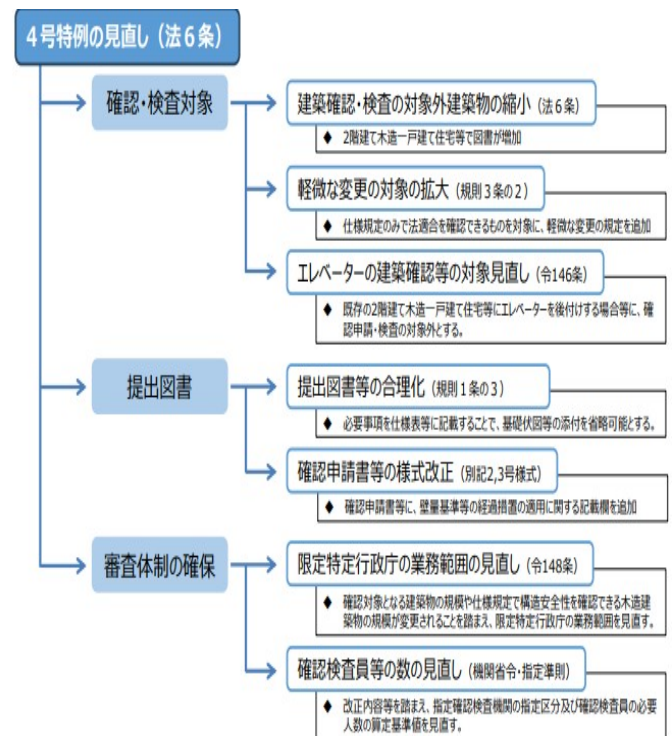 4号特例の見直し（法6条）
確認・検査対象
建築確認・検査の対象外建築物の縮小（法6条）
◆ 2階建て木造一戸建て住宅等で図書が増加
軽微な変更の対象の拡大（規則3条の2）
◆ 仕様規定のみで法適合を確認できるものを対象に、軽微な変更の規定を追加
エレベーターの建築確認等の対象見直し（令146条）
◆ 既存の2階建て木造一戸建て住宅等にエレベーターを後付けする場合等に、確
認申請・検査の対象外とする。
提出図書
提出図書等の合理化（規則1条の3）
◆ 必要事項を仕様表等に記載することで、基礎伏図等の添付を省略可能とする。
確認申請書等の様式改正（別記2,3号様式）
◆ 確認申請書等に、壁量基準等の経過措置の適用に関する記載欄を追加
審査体制の確保
限定特定行政庁の業務範囲の見直し（令148条）
◆ 確認対象となる建築物の規模や仕様規定で構造安全性を確認できる木造建
築物の規模が変更されることを踏まえ、限定特定行政庁の業務範囲を見直す。
確認検査員等の数の見直し（機関省令・指定準則）
◆ 改正内容等を踏まえ、指定確認検査機関の指定区分及び確認検査員の必要
人数の算定基準値を見直す。